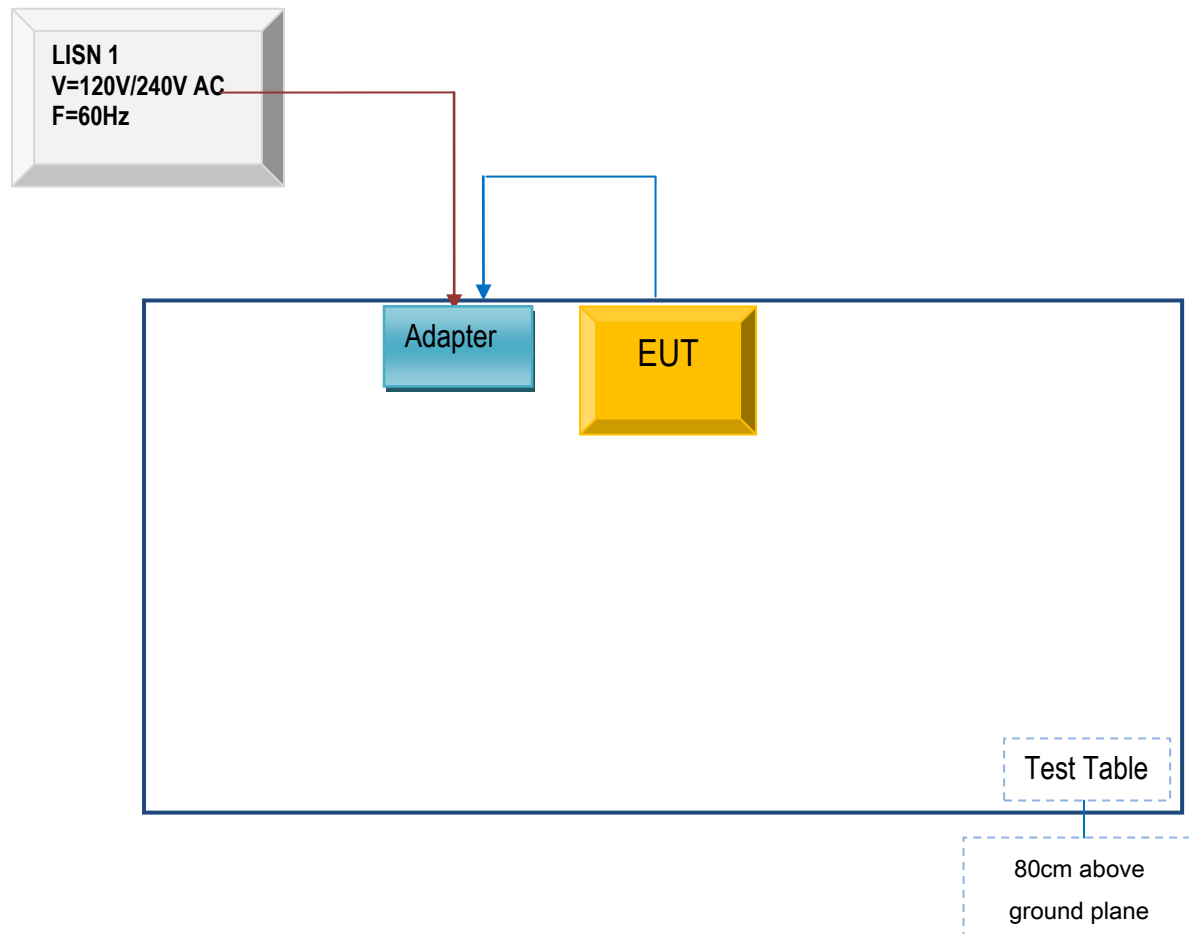 LISN 1
V=120V/240V AC
F=60Hz
Adapter
EUT
Test Table
80cm above
ground plane